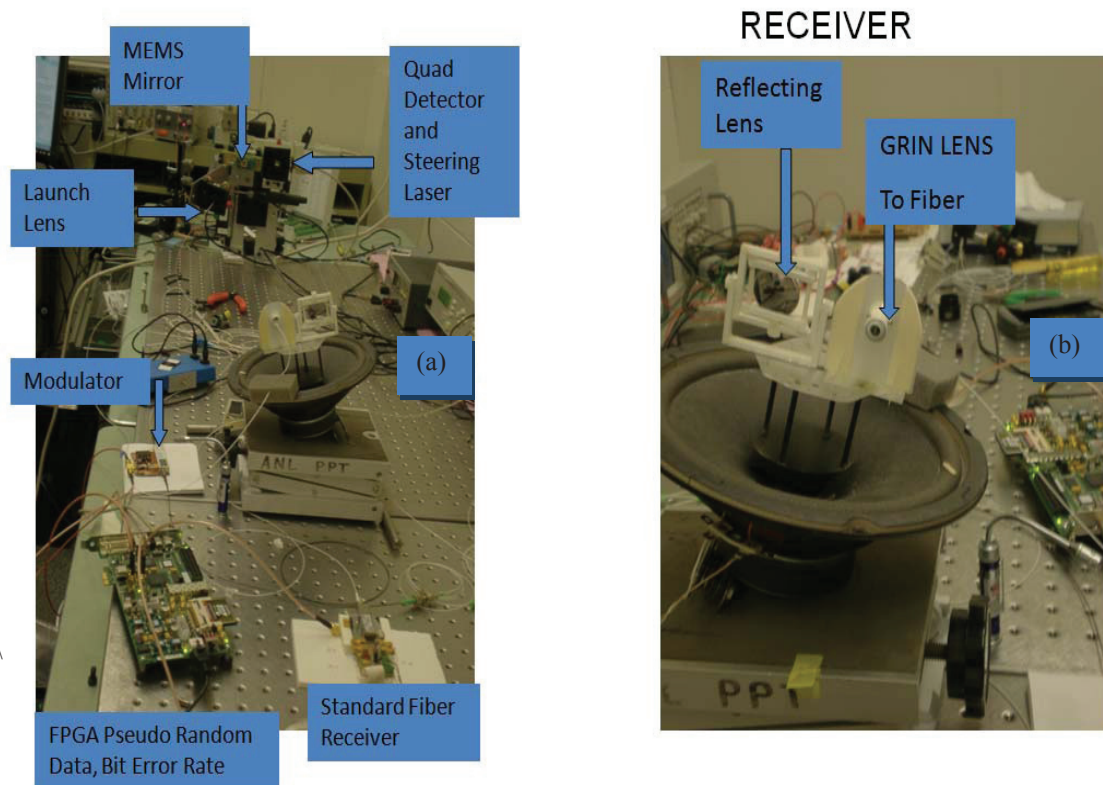 RECEIVER
MEMS
Mirror
Quad
Detector
and
Steering
Laser
Launch
Lens
Modulator
(a)
ANL PPT
FPGA Pseudo Random
Data, Bit Error Rate
Standard Fiber
Receiver
Reflecting
Lens
GRIN LENS
To Fiber
(b)
NL PPT